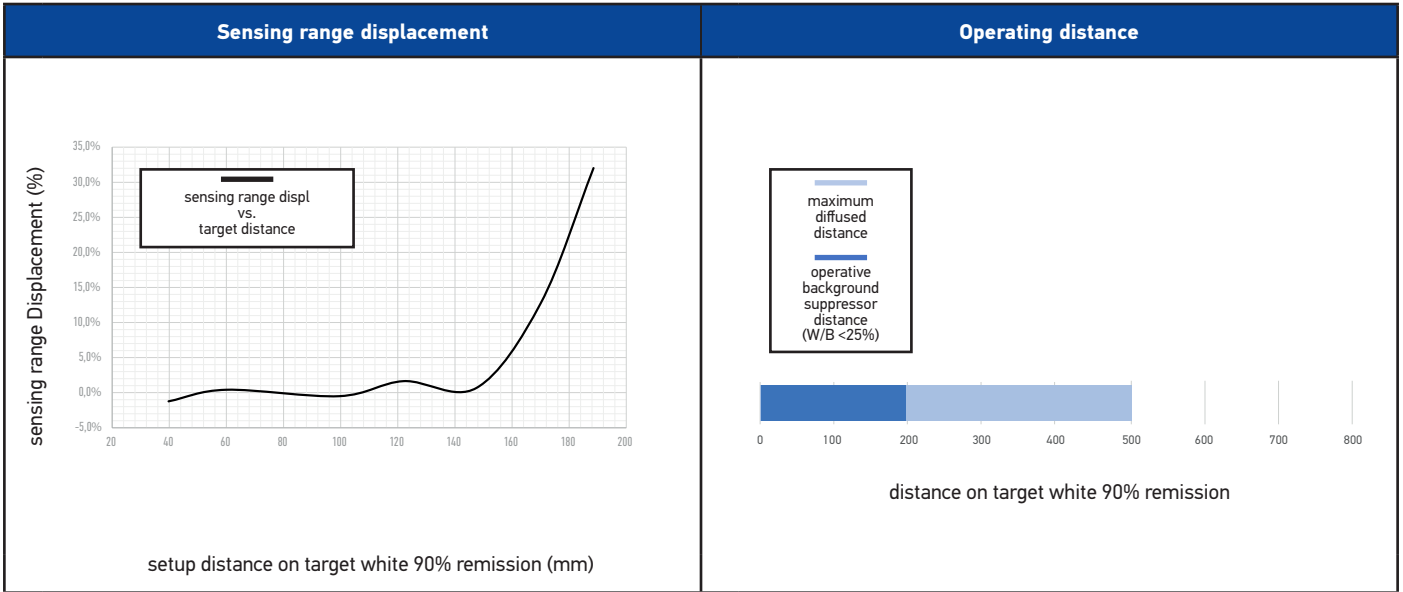 Sensing range displacement
Operating distance
sensing range Displacement (%)
35,0%
30,0%
25,0%
20,0%
15,0%
10,0%
5,0%
0,0%
-5,0%
sensing range displ
vs.
target distance
20 40 60 80 100 120 140 160 180 200
setup distance on target white 90% remission (mm)
maximum
diffused
distance
operative
background
suppressor
distance
(W/B <25%)
0 100 200 300 400 500 600 700 800
distance on target white 90% remission